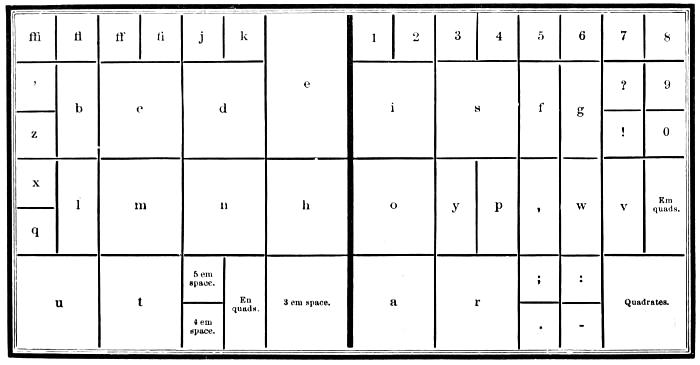 ffi fl ff fi j k 1 2 3 4 5 6 7 8
e
’ b c d i s f g ? 9
z ! 0
x
l m n h o y p , w v Em quads.
q
5 em space. ; :
u t En quads. 3 em space. a r Quadrates.
4 em space. . -